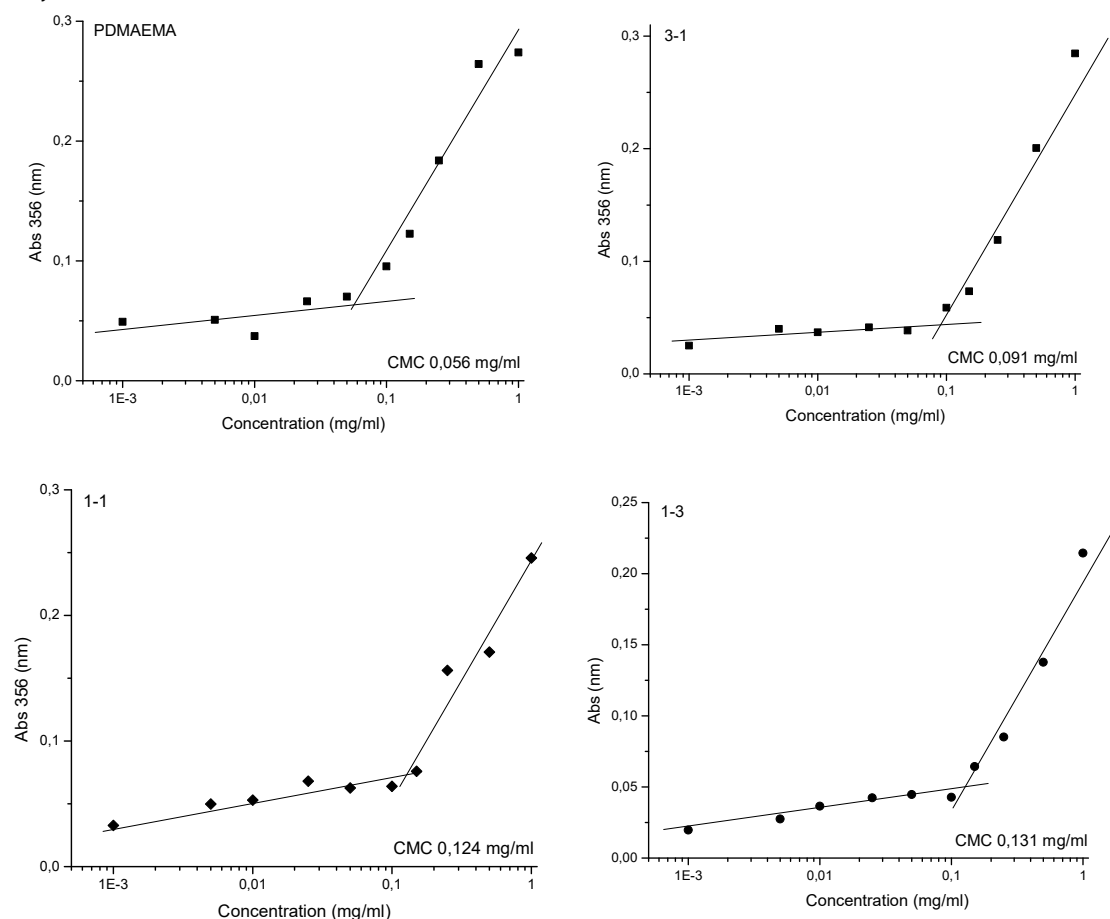 PDMAEMA
0,3
0,2
0,1
0,0
Abs 356 (nm)
CMC 0,056 mg/ml
1E-3 0,01 0,1 1
Concentration (mg/ml)
3-1
0,3
0,2
0,1
0,0
Abs 356 (nm)
CMC 0,091 mg/ml
1E-3 0,01 0,1 1
Concentration (mg/ml)
1-1
0,3
0,2
0,1
0,0
Abs 356 (nm)
CMC 0,124 mg/ml
1E-3 0,01 0,1 1
Concentration (mg/ml)
1-3
0,25
0,20
0,15
0,10
0,05
0,00
Abs (nm)
CMC 0,131 mg/ml
1E-3 0,01 0,1 1
Concentration (mg/ml)